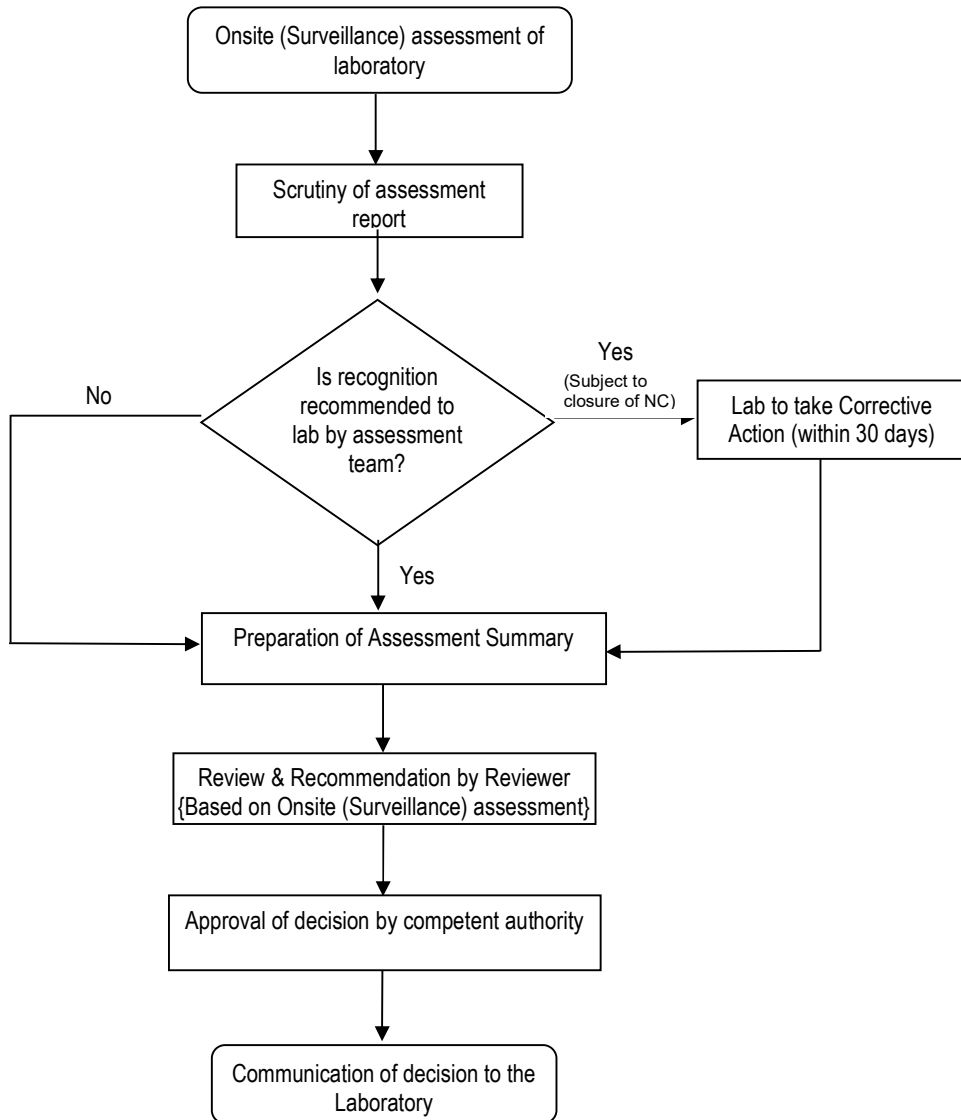 Onsite (Surveillance) assessment of
laboratory
Scrutiny of assessment
report
Is recognition
recommended to
lab by assessment
team?
No
Yes
(Subject to
closure of NC)
Lab to take Corrective
Action (within 30 days)
Yes
Preparation of Assessment Summary
Review & Recommendation by Reviewer
{Based on Onsite (Surveillance) assessment}
Approval of decision by competent authority
Communication of decision to the
Laboratory